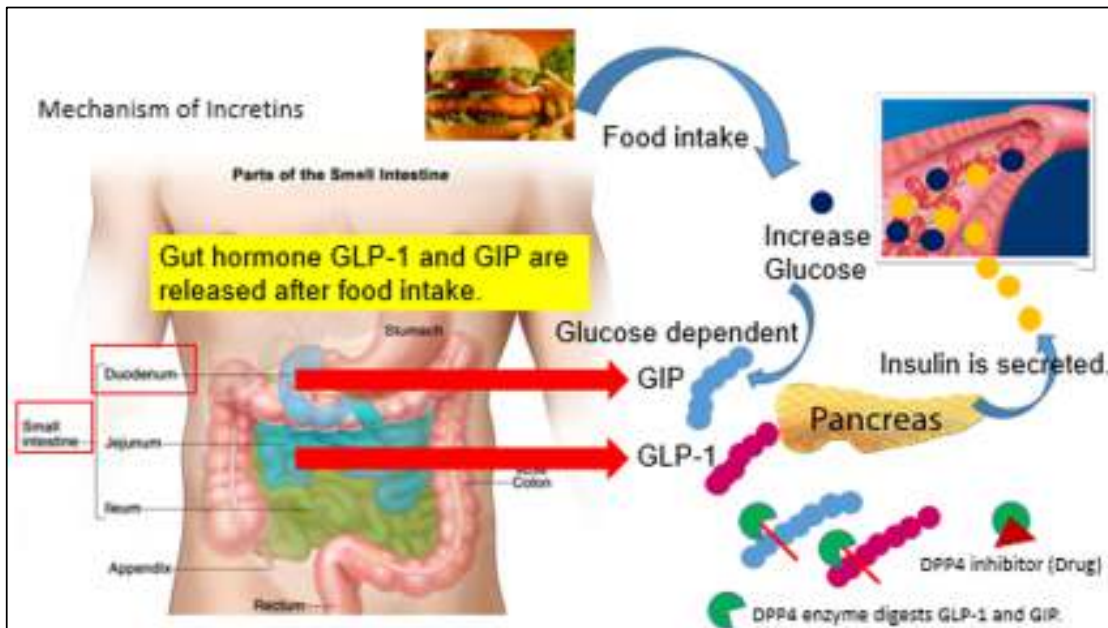 Mechanism of Incretins
Food intake
Parts of the Small Intestine
Increase
Glucose
Gut hormone GLP-1 and GIP are
released after food intake.
Stomach
Glucose dependent
Duodenum
GIP
Insulin is secreted.
Pancreas
Small
intestine
Jejunum
GLP-1
Colon
Ileum
Appendix
DPP4 inhibitor (Drug)
Rectum
DPP4 enzyme digests GLP-1 and GIP.